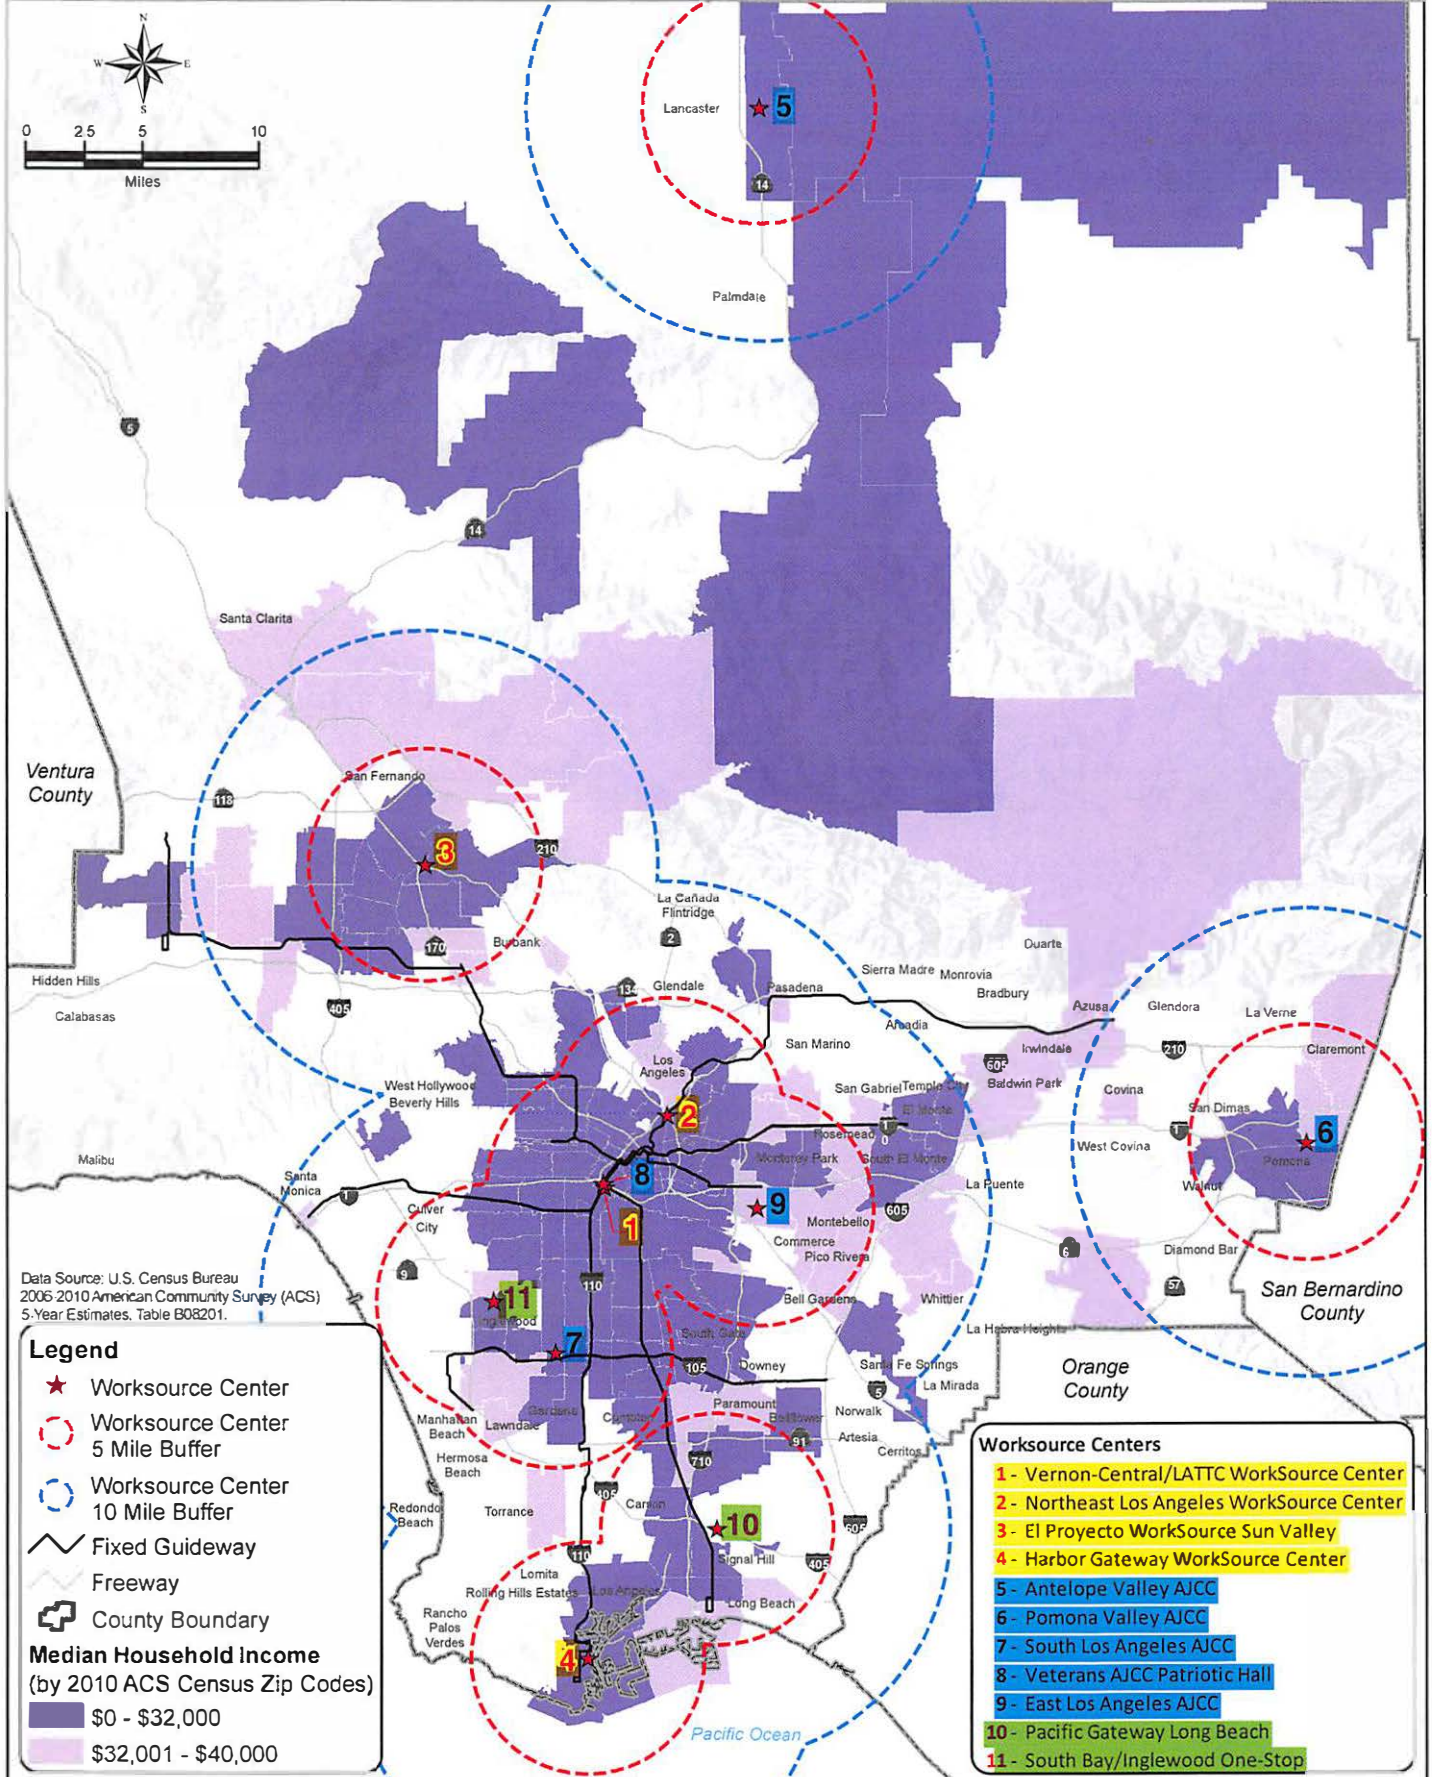 N
W
E
S
0
2.5
5
10
Miles
Lancaster
5
14
Palmdale
5
14
Santa Clarita
Ventura
County
118
San Fernando
3
210
La Cañada
Flintridge
2
170
Burbank
Duarte
Sierra Madre
Monrovia
Bradbury
Hidden Hills
Calabasas
405
134
Glendale
Pasadena
Azusa
Glendora
La Verne
Arcadia
San Marino
Irwindale
210
Claremont
605
Los
Angeles
West Hollywood
Beverly Hills
San Gabriel
Temple City
Baldwin Park
Covina
El Monte
San Dimas
2
Rosemead
West Covina
6
Pomona
Malibu
Monterey Park
South El Monte
Santa
Monica
8
La Puente
Walnut
Culver
City
9
1
Montebello
605
Commerce
Pico Rivera
6
Diamond Bar
57
Data Source: U.S. Census Bureau
2006-2010 American Community Survey (ACS)
5-Year Estimates. Table B08201.
9
110
11
Inglewood
Bell Gardens
Whittier
San Bernardino
County
La Habra Heights
7
South Gate
105
Downey
Santa Fe Springs
5
La Mirada
Orange
County
Manhattan
Beach
Lawndale
Gardena
Compton
Paramount
Bellflower
Norwalk
91
Artesia
Cerritos
Hermosa
Beach
710
405
Carson
Redondo
Beach
Torrance
10
605
Signal Hill
405
110
Lomita
Rolling Hills Estates
Los Angeles
Long Beach
Rancho
Palos
Verdes
4
Pacific Ocean
Legend
Worksource Center
Worksource Center
5 Mile Buffer
Worksource Center
10 Mile Buffer
Fixed Guideway
Freeway
County Boundary
Median Household Income
(by 2010 ACS Census Zip Codes)
$0 - $32,000
$32,001 - $40,000
Worksource Centers
1 - Vernon-Central/LATTC WorkSource Center
2 - Northeast Los Angeles WorkSource Center
3 - El Proyecto WorkSource Sun Valley
4 - Harbor Gateway WorkSource Center
5 - Antelope Valley AJCC
6 - Pomona Valley AJCC
7 - South Los Angeles AJCC
8 - Veterans AJCC Patriotic Hall
9 - East Los Angeles AJCC
10 - Pacific Gateway Long Beach
11 - South Bay/Inglewood One-Stop